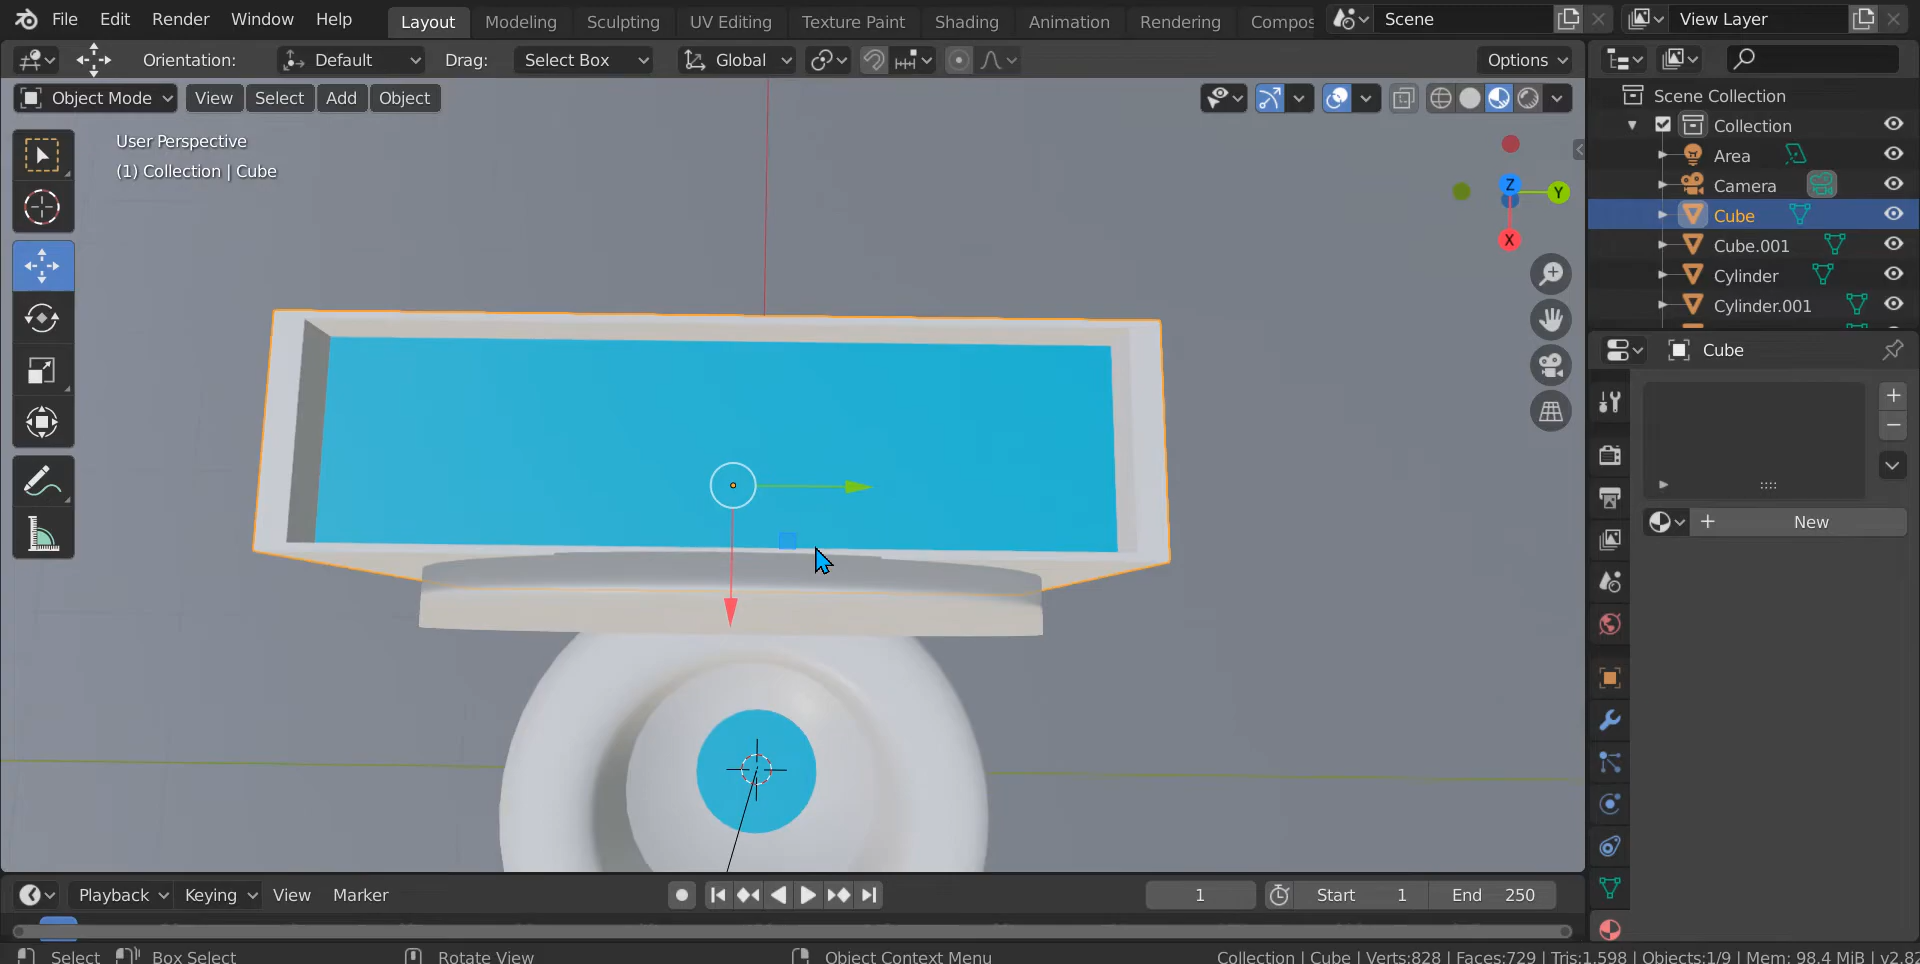 File Edit Render Window Help Layout Modeling Sculpting UV Editing Texture Paint Shading Animation Rendering Compos Scene View Layer
Orientation: Default Drag: Select Box Global Options
Object Mode View Select Add Object
User Perspective
(1) Collection | Cube
Z
Y
X
Scene Collection
Collection
Area
Camera
Cube
Cube.001
Cylinder
Cylinder.001
Cube
New
Playback Keying View Marker 1 Start 1 End 250
Select Box Select Rotate View Object Context Menu Collection | Cube | Verts:828 | Faces:729 | Tris:1,598 | Objects:1/9 | Mem: 98.4 MiB | v2.82